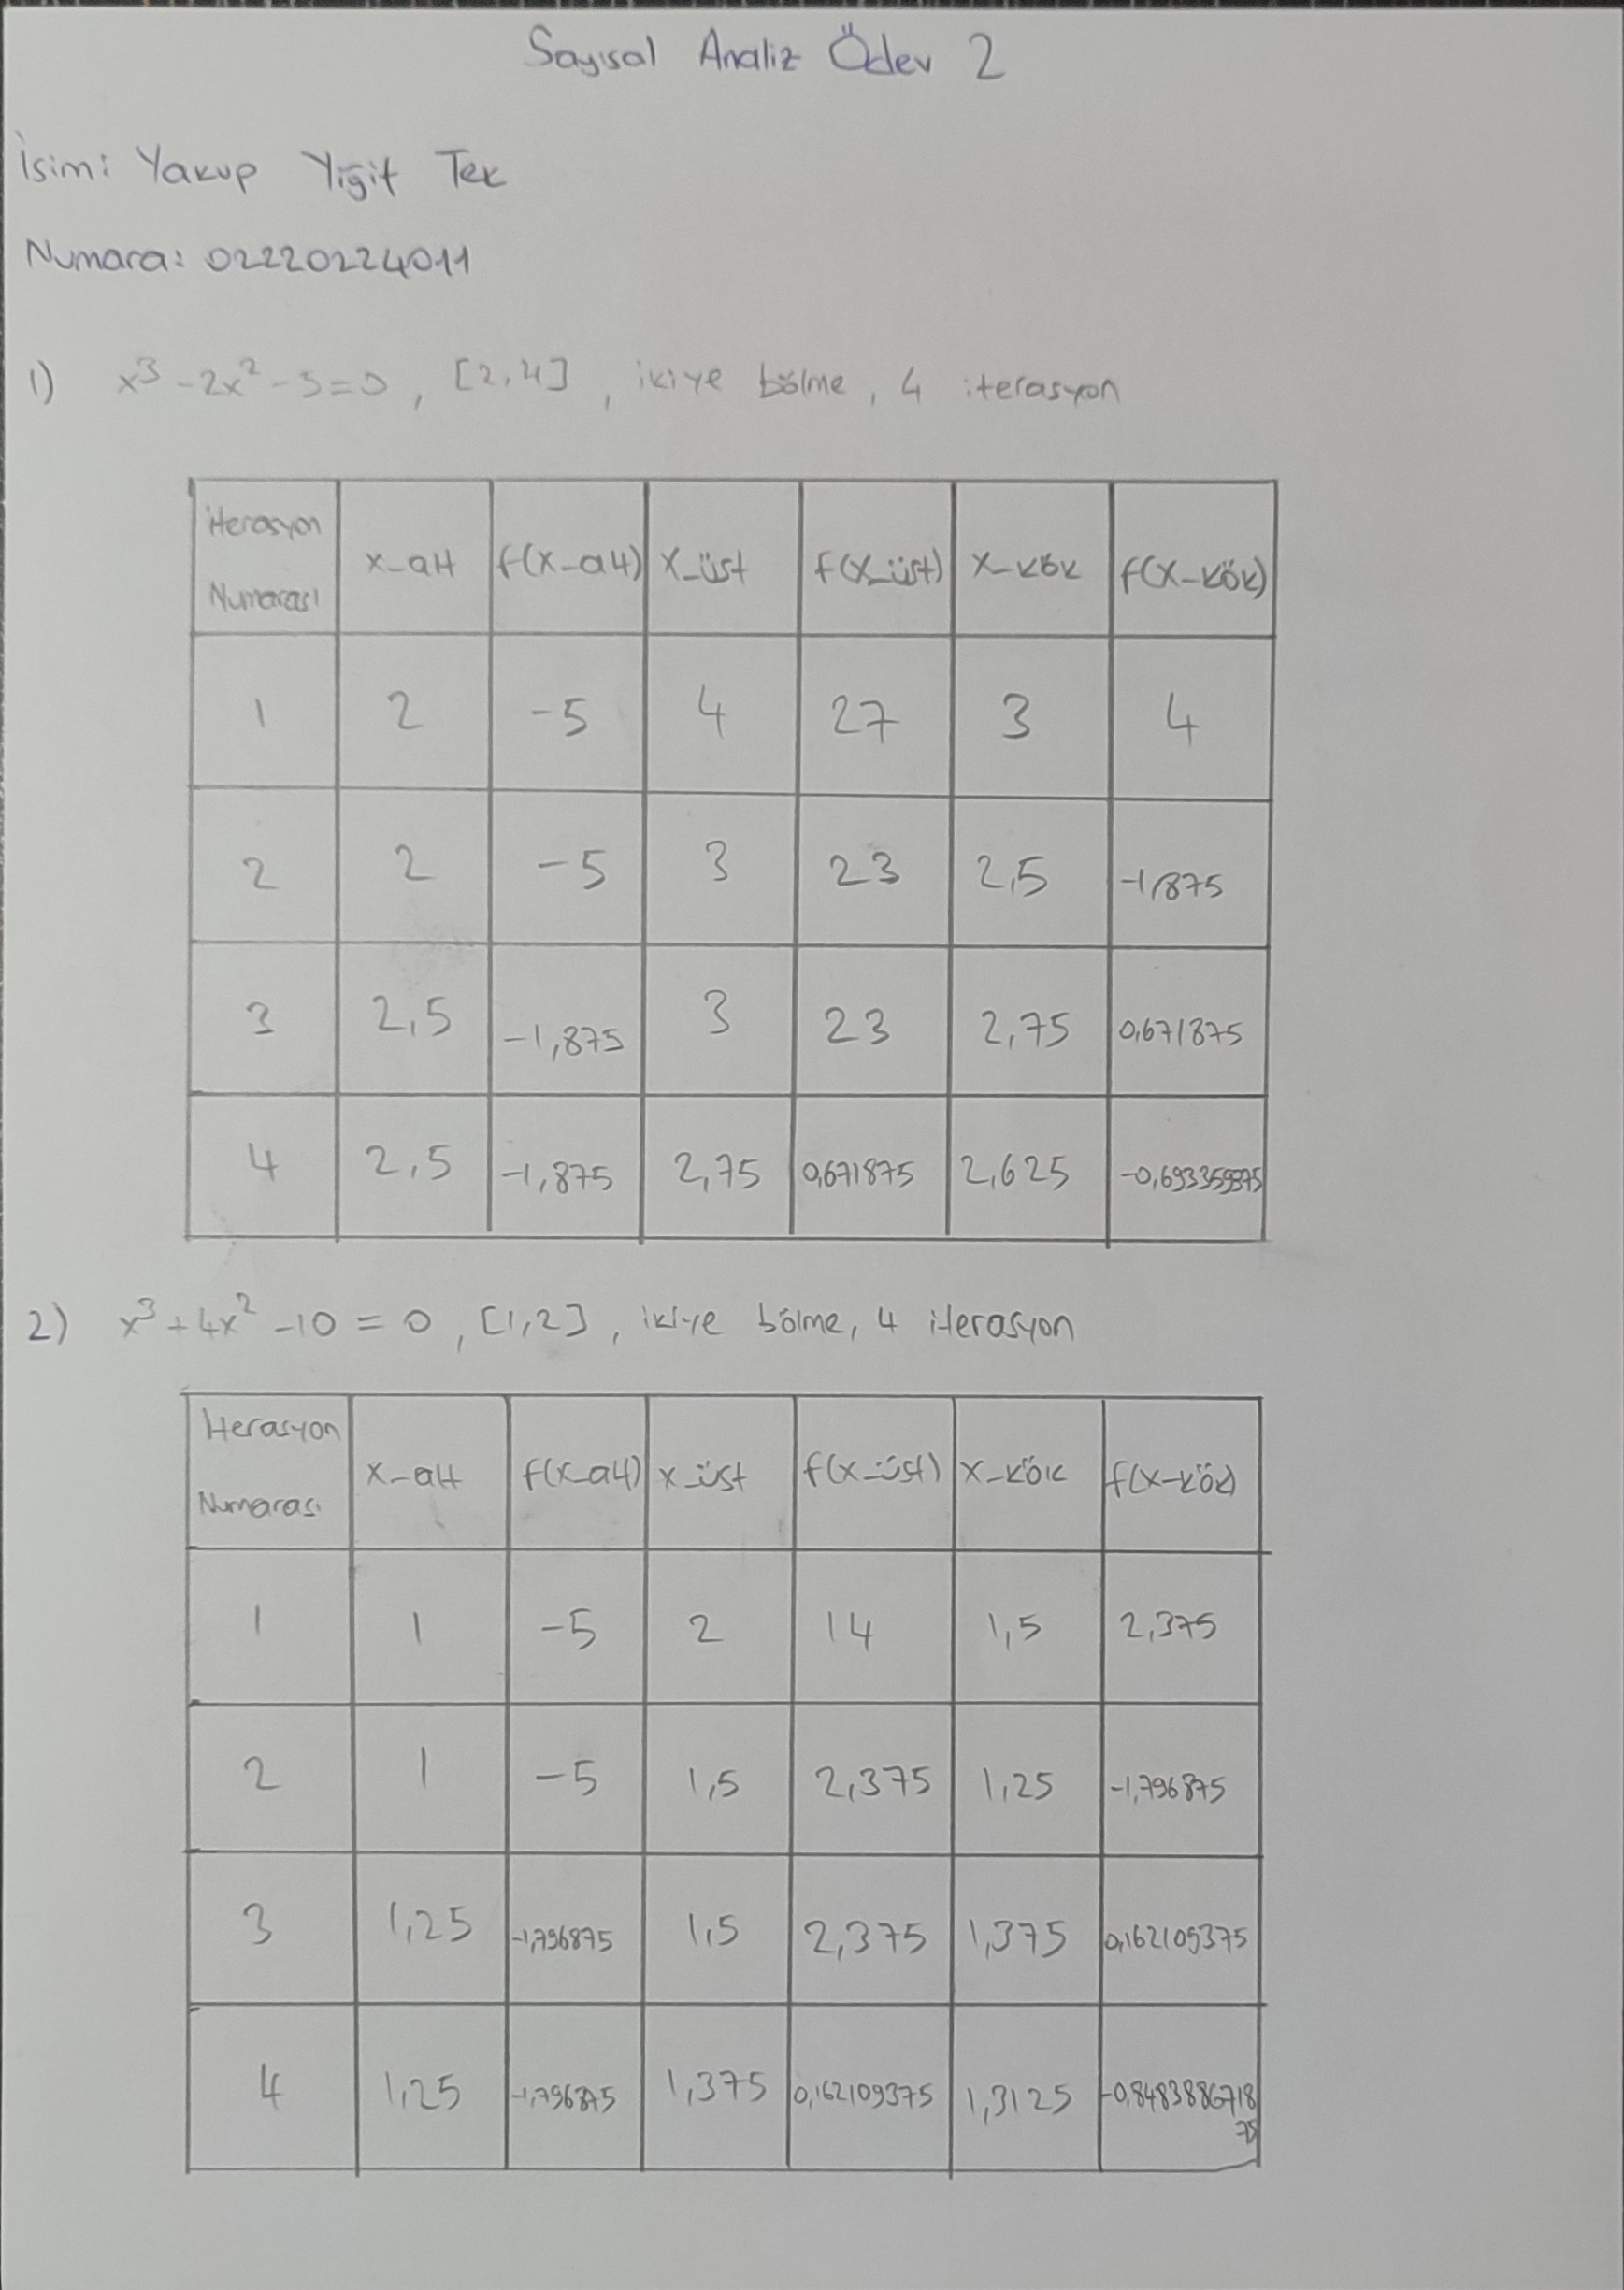 Sayısal Analiz Ödev 2
İsim: Yakup Yiğit Tek
Numara: 02220224011
1) x³ - 2x² - 5 = 0, [2,4], ikiye bölme, 4 iterasyon
İterasyon Numarası x_alt f(x_alt) x_üst f(x_üst) x_kök f(x_kök)
1 2 -5 4 27 3 4
2 2 -5 3 23 2,5 -1,875
3 2,5 -1,875 3 23 2,75 0,671875
4 2,5 -1,875 2,75 0,671875 2,625 -0,693359375
2) x³ + 4x² - 10 = 0, [1,2], ikiye bölme, 4 iterasyon
İterasyon Numarası x_alt f(x_alt) x_üst f(x_üst) x_kök f(x_kök)
1 1 -5 2 14 1,5 2,375
2 1 -5 1,5 2,375 1,25 -1,796875
3 1,25 -1,796875 1,5 2,375 1,375 0,162109375
4 1,25 -1,796875 1,375 0,162109375 1,3125 -0,848388671875